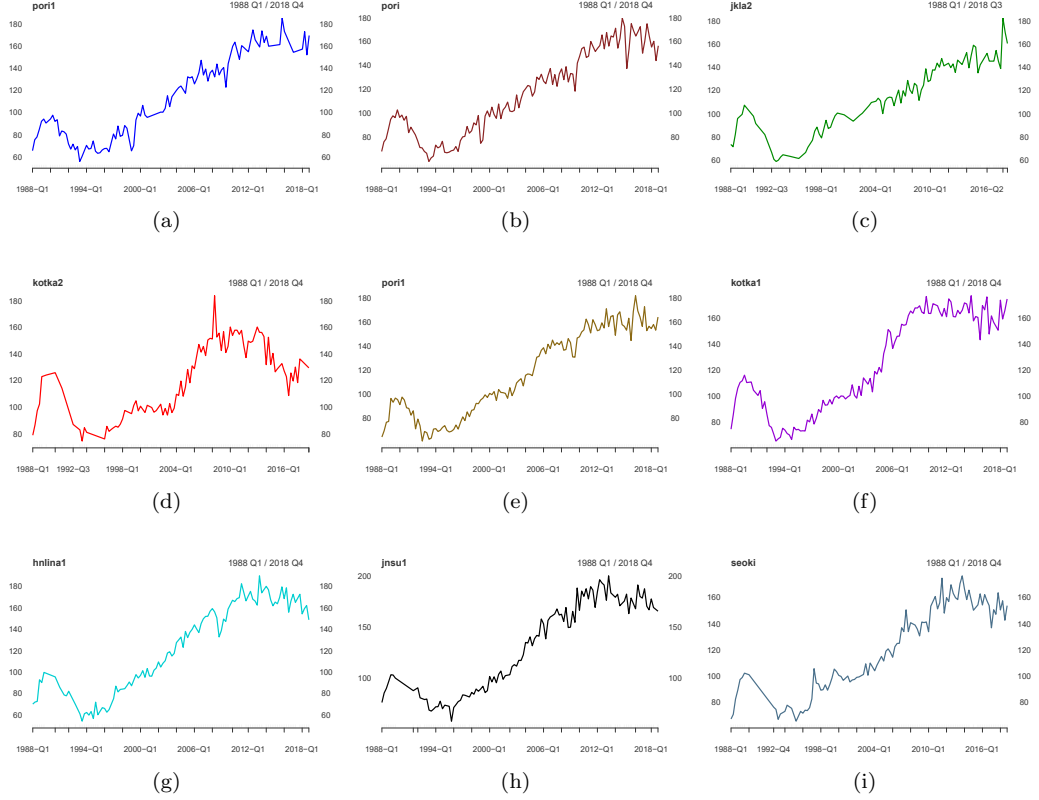 pori1 1988 Q1 / 2018 Q4
180 180
160 160
140 140
120 120
100 100
80 80
60 60
1988−Q1 1994−Q1 2000−Q1 2006−Q1 2012−Q1 2018−Q1
(a)
pori 1988 Q1 / 2018 Q4
180 180
160 160
140 140
120 120
100 100
80 80
1988−Q1 1994−Q1 2000−Q1 2006−Q1 2012−Q1 2018−Q1
(b)
jkla2 1988 Q1 / 2018 Q3
180 180
160 160
140 140
120 120
100 100
80 80
60 60
1988−Q1 1992−Q3 1998−Q1 2004−Q1 2010−Q1 2016−Q2
(c)
kotka2 1988 Q1 / 2018 Q4
180 180
160 160
140 140
120 120
100 100
80 80
1988−Q1 1992−Q3 1998−Q1 2004−Q1 2016−Q1
(d)
pori1 1988 Q1 / 2018 Q4
180 180
160 160
140 140
120 120
100 100
80 80
1988−Q1 1994−Q1 2000−Q1 2006−Q1 2012−Q1 2018−Q1
(e)
kotka1 1988 Q1 / 2018 Q4
160 160
140 140
120 120
100 100
80 80
1988−Q1 1994−Q1 2000−Q1 2006−Q1 2012−Q1 2018−Q1
(f)
hnlina1 1988 Q1 / 2018 Q4
180 180
160 160
140 140
120 120
100 100
80 80
60 60
1988−Q1 1994−Q1 2000−Q1 2006−Q1 2012−Q1 2018−Q1
(g)
jnsu1 1988 Q1 / 2018 Q4
200 200
150 150
100 100
1988−Q1 1994−Q1 2000−Q1 2006−Q1 2012−Q1 2018−Q1
(h)
seoki 1988 Q1 / 2018 Q4
160 160
140 140
120 120
100 100
80 80
1988−Q1 1992−Q4 1998−Q1 2004−Q1 2010−Q1 2016−Q1
(i)